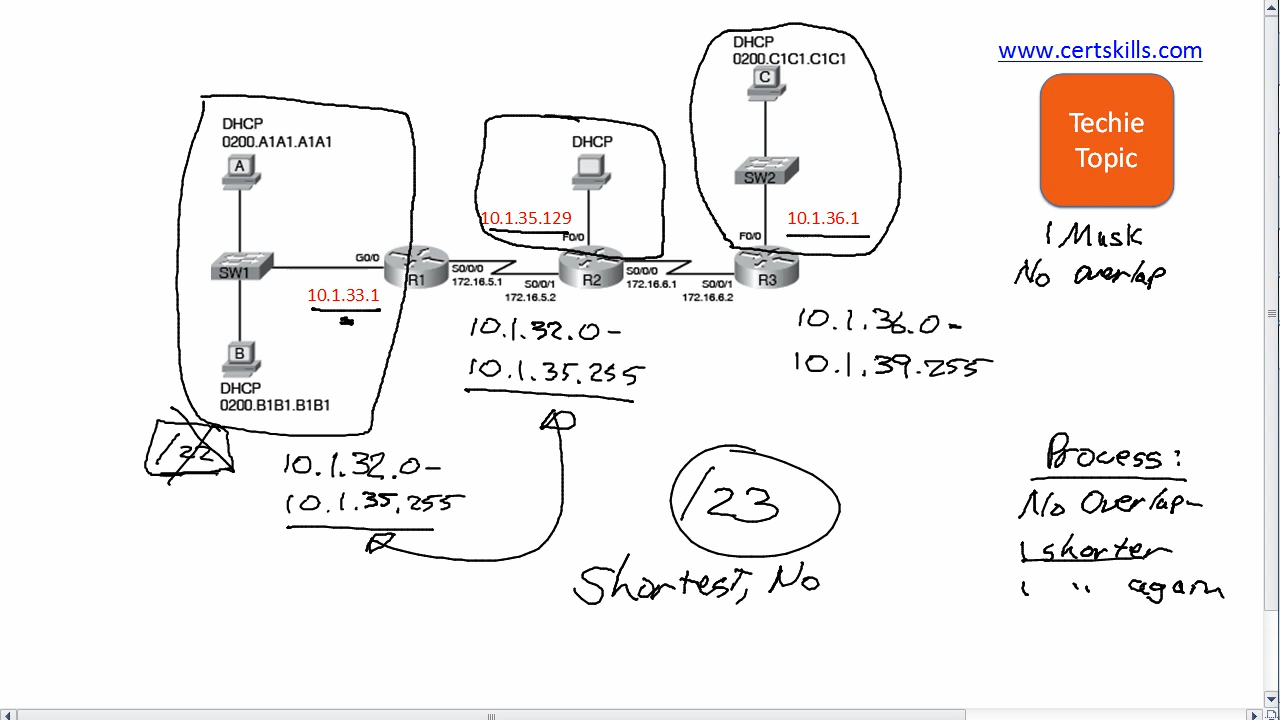 DHCP
0200.C1C1.C1C1
C
SW2
10.1.36.1
F0/0
R3
www.certskills.com
Techie
Topic
1 Mask
No overlap
DHCP
0200.A1A1.A1A1
A
SW1
G0/0
10.1.33.1
R1
B
DHCP
0200.B1B1.B1B1
DHCP
10.1.35.129
F0/0
R2
S0/0/0
172.16.5.1
S0/0/1
172.16.5.2
S0/0/0
172.16.6.1
S0/0/1
172.16.6.2
10.1.32.0-
10.1.35.255
10.1.36.0-
10.1.39.255
/22
10.1.32.0-
10.1.35.255
/23
Shortest, No
Process:
No Overlap-
1 shorter
1 " again